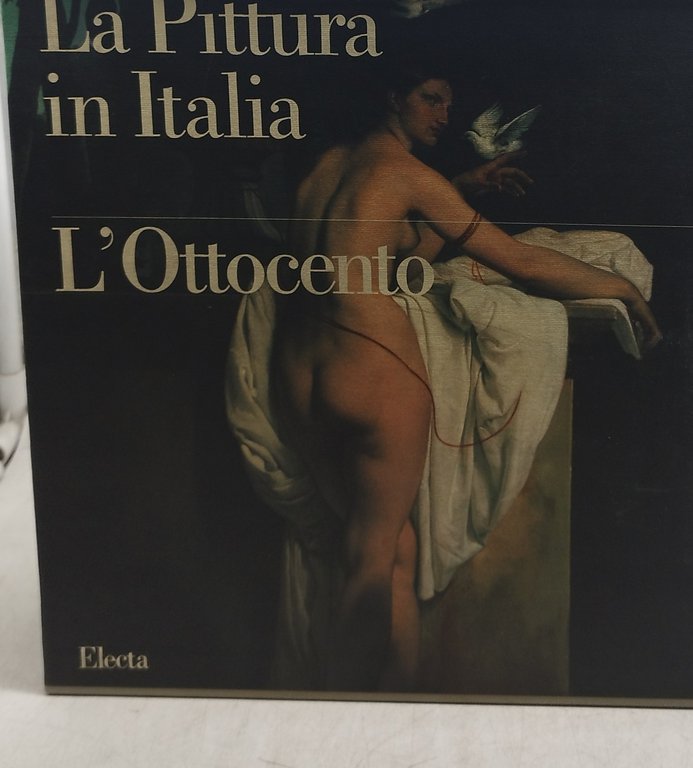 La Pittura
in Italia
L'Ottocento
Electa